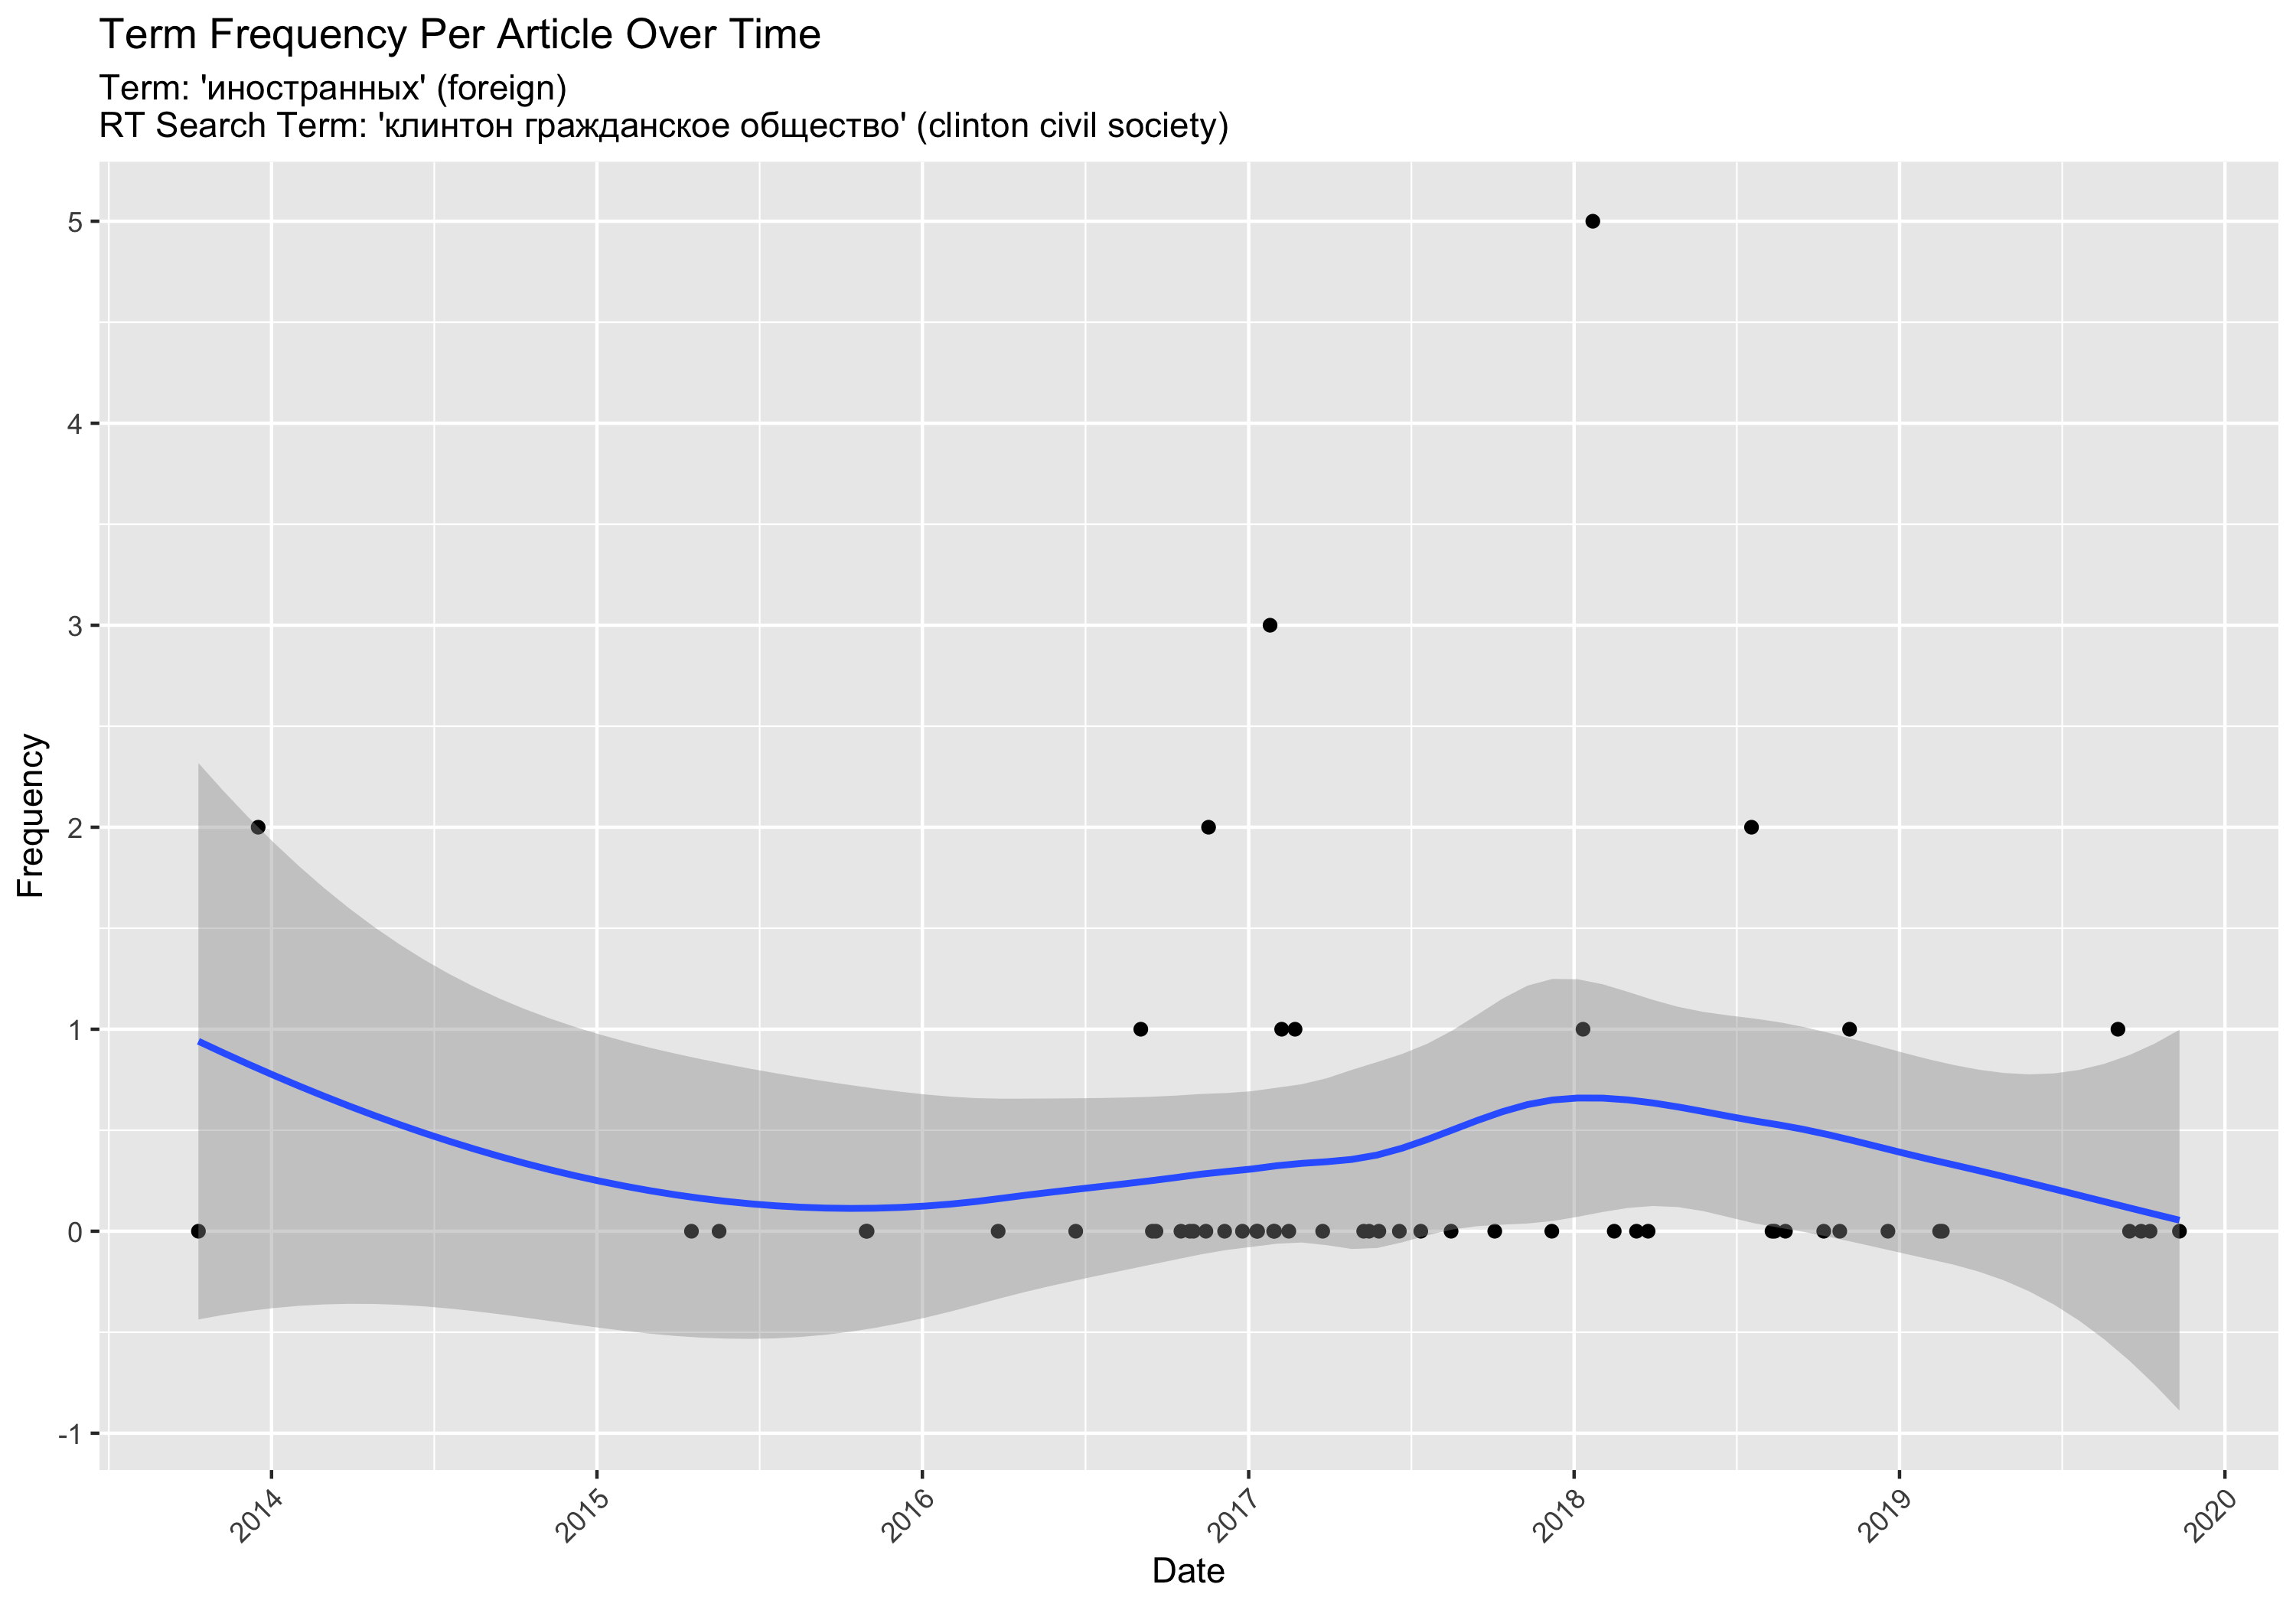 Term Frequency Per Article Over Time
Term: 'иностранных' (foreign)
RT Search Term: 'клинтон гражданское общество' (clinton civil society)
Frequency
5
4
3
2
1
0
-1
2014
2015
2016
2017
2018
2019
2020
Date